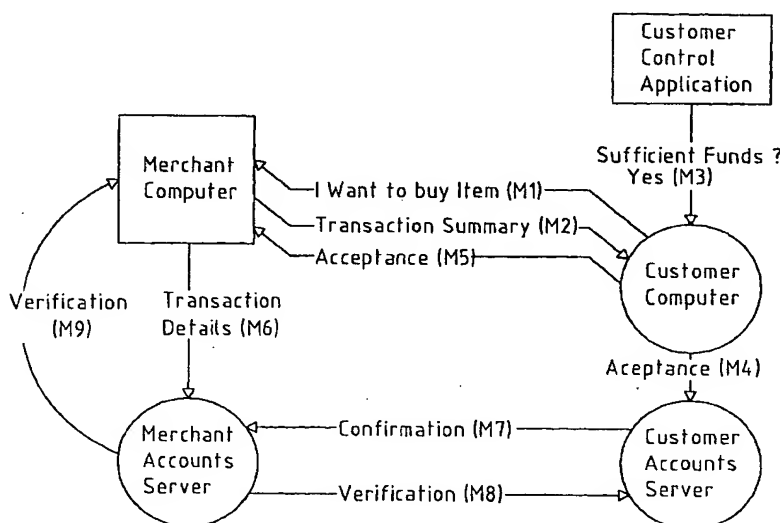 Customer
Control
Application
Sufficient Funds ?
Yes (M3)
Merchant
Computer
I Want to buy Item (M1)
Transaction Summary (M2)
Acceptance (M5)
Customer
Computer
Verification
(M9)
Transaction
Details (M6)
Aceptance (M4)
Merchant
Accounts
Server
Confirmation (M7)
Verification (M8)
Customer
Accounts
Server